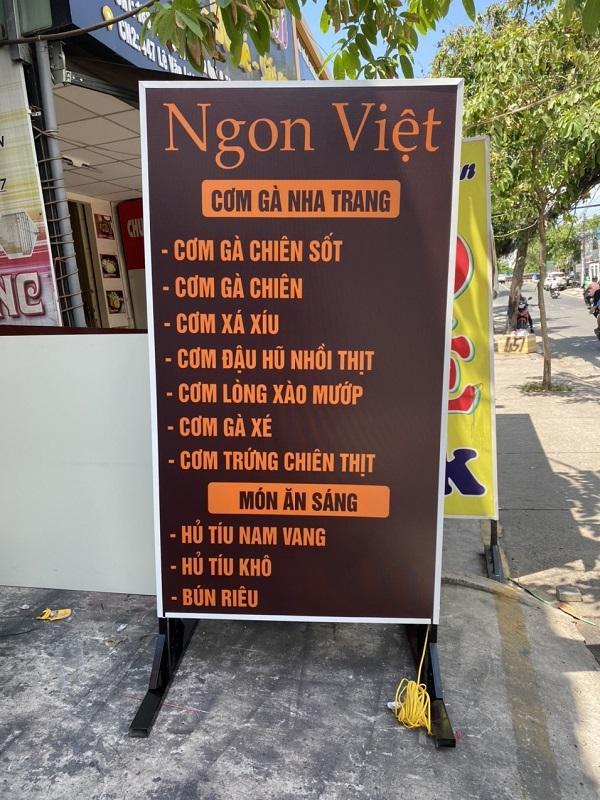 Ngon Việt
CƠM GÀ NHA TRANG
- CƠM GÀ CHIÊN SỐT
- CƠM GÀ CHIÊN
- CƠM XÁ XÍU
- CƠM ĐẬU HŨ NHỒI THỊT
- CƠM LÒNG XÀO MƯỚP
- CƠM GÀ XÉ
- CƠM TRỨNG CHIÊN THỊT
MÓN ĂN SÁNG
- HỦ TÍU NAM VANG
- HỦ TÍU KHÔ
- BÚN RIÊU